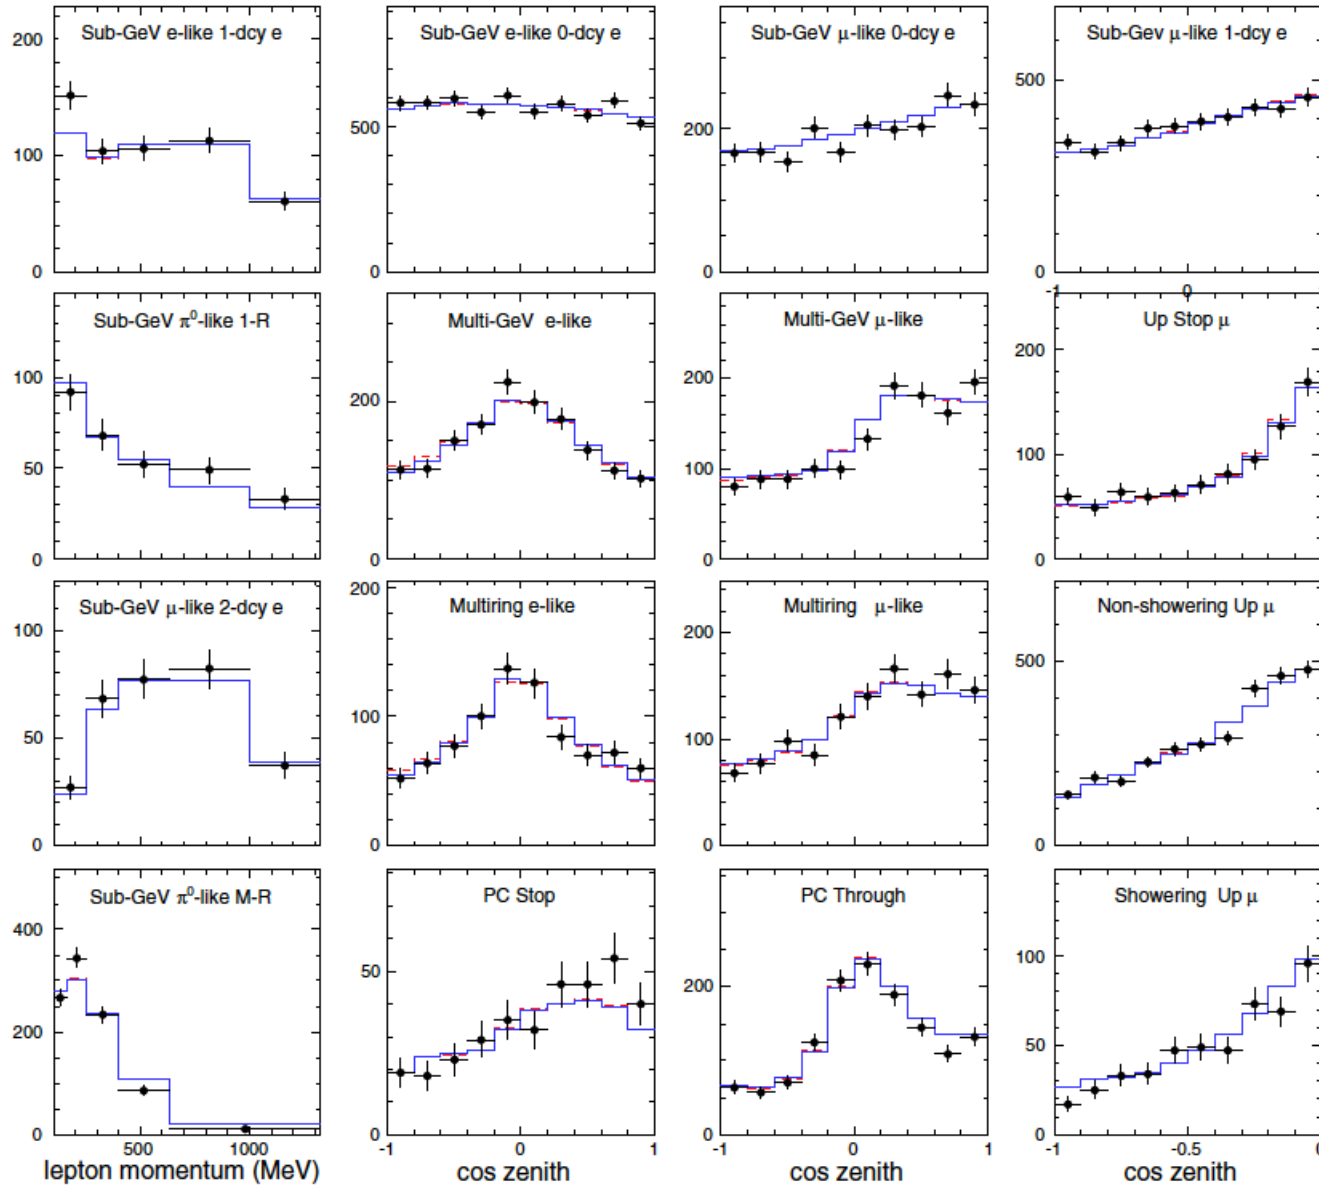 Sub-GeV e-like 1-dcy e
200
100
0
Sub-GeV e-like 0-dcy e
500
0
Sub-GeV μ-like 0-dcy e
200
0
Sub-Gev μ-like 1-dcy e
500
0
-1
0
Sub-GeV π⁰-like 1-R
100
50
0
Multi-GeV e-like
200
0
Multi-GeV μ-like
200
100
0
Up Stop μ
200
100
0
Sub-GeV μ-like 2-dcy e
100
50
0
Multiring e-like
200
100
0
Multiring μ-like
200
100
0
Non-showering Up μ
500
0
Sub-GeV π⁰-like M-R
400
200
0
500
1000
lepton momentum (MeV)
PC Stop
50
0
-1
0
1
cos zenith
PC Through
200
0
-1
0
1
cos zenith
Showering Up μ
100
50
0
-1
-0.5
0
cos zenith